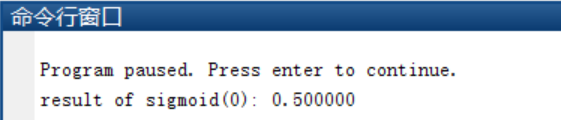 命令行窗口
Program paused. Press enter to continue.
result of sigmoid(0): 0.500000